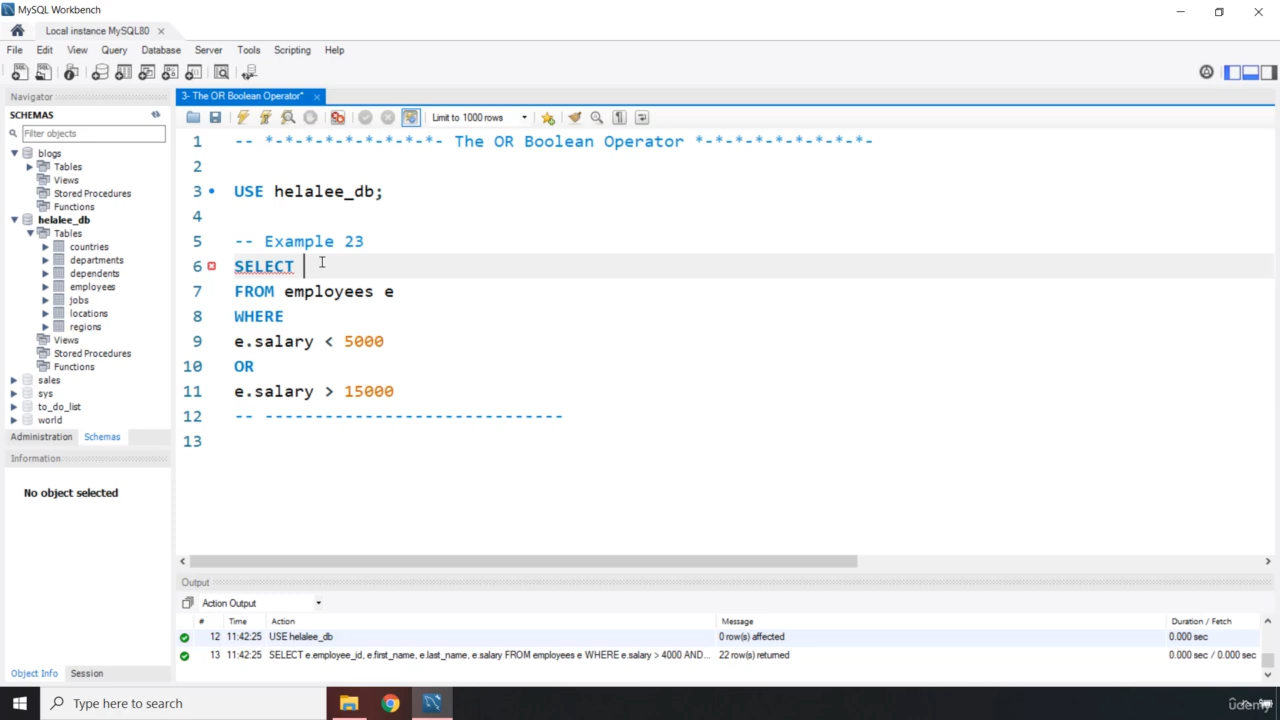 MySQL Workbench
Local instance MySQL80
File Edit View Query Database Server Tools Scripting Help
Navigator
SCHEMAS
Filter objects
blogs
Tables
Views
Stored Procedures
Functions
helalee_db
Tables
countries
departments
dependents
employees
jobs
locations
regions
Views
Stored Procedures
Functions
sales
sys
to_do_list
world
Administration Schemas
Information
No object selected
Object Info Session
3- The OR Boolean Operator*
Limit to 1000 rows
1 -- *-*-*-*-*-*-*-*-*- The OR Boolean Operator *-*-*-*-*-*-*-*-*-
2
3 USE helalee_db;
4
5 -- Example 23
6 SELECT
7 FROM employees e
8 WHERE
9 e.salary < 5000
10 OR
11 e.salary > 15000
12 -- ------------------------------
13
Output
Action Output
# Time Action Message Duration / Fetch
12 11:42:25 USE helalee_db 0 row(s) affected 0.000 sec
13 11:42:25 SELECT e.employee_id, e.first_name, e.last_name, e.salary FROM employees e WHERE e.salary > 4000 AND... 22 row(s) returned 0.000 sec / 0.000 sec
Type here to search
udemy